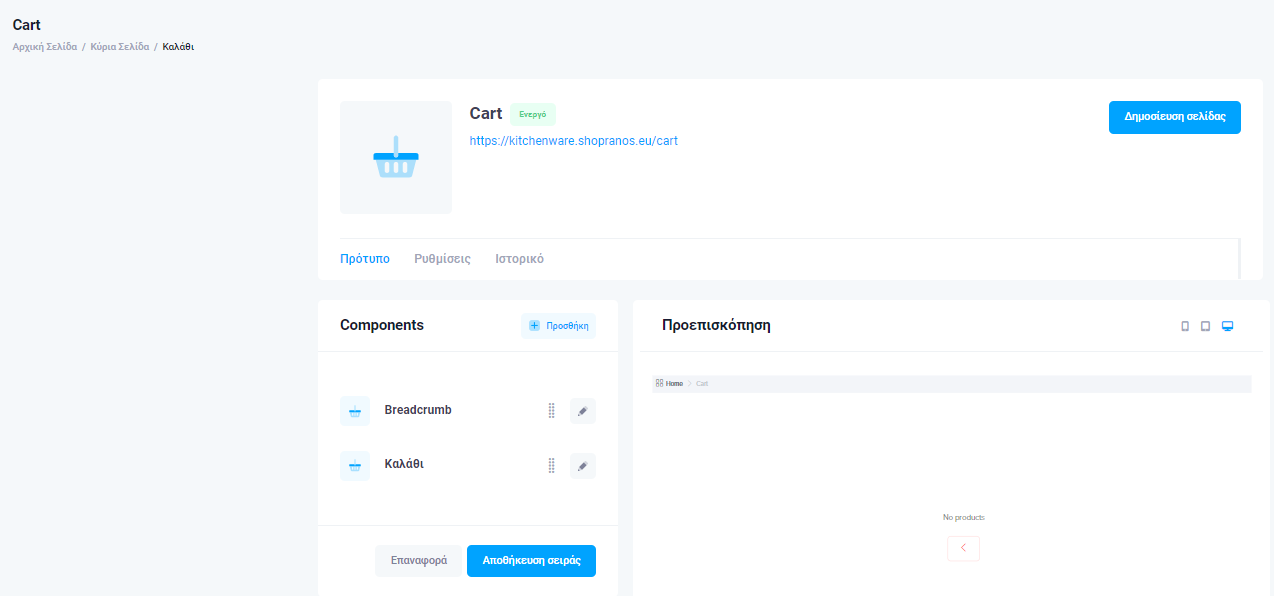 Cart
Αρχική Σελίδα / Κύρια Σελίδα / Καλάθι
Cart Ενεργό
Δημοσίευση σελίδας
https://kitchenware.shopranos.eu/cart
Πρότυπο Ρυθμίσεις Ιστορικό
Components Προσθήκη
Προεπισκόπηση
Home Cart
Breadcrumb
Καλάθι
No products
Επαναφορά Αποθήκευση σειράς